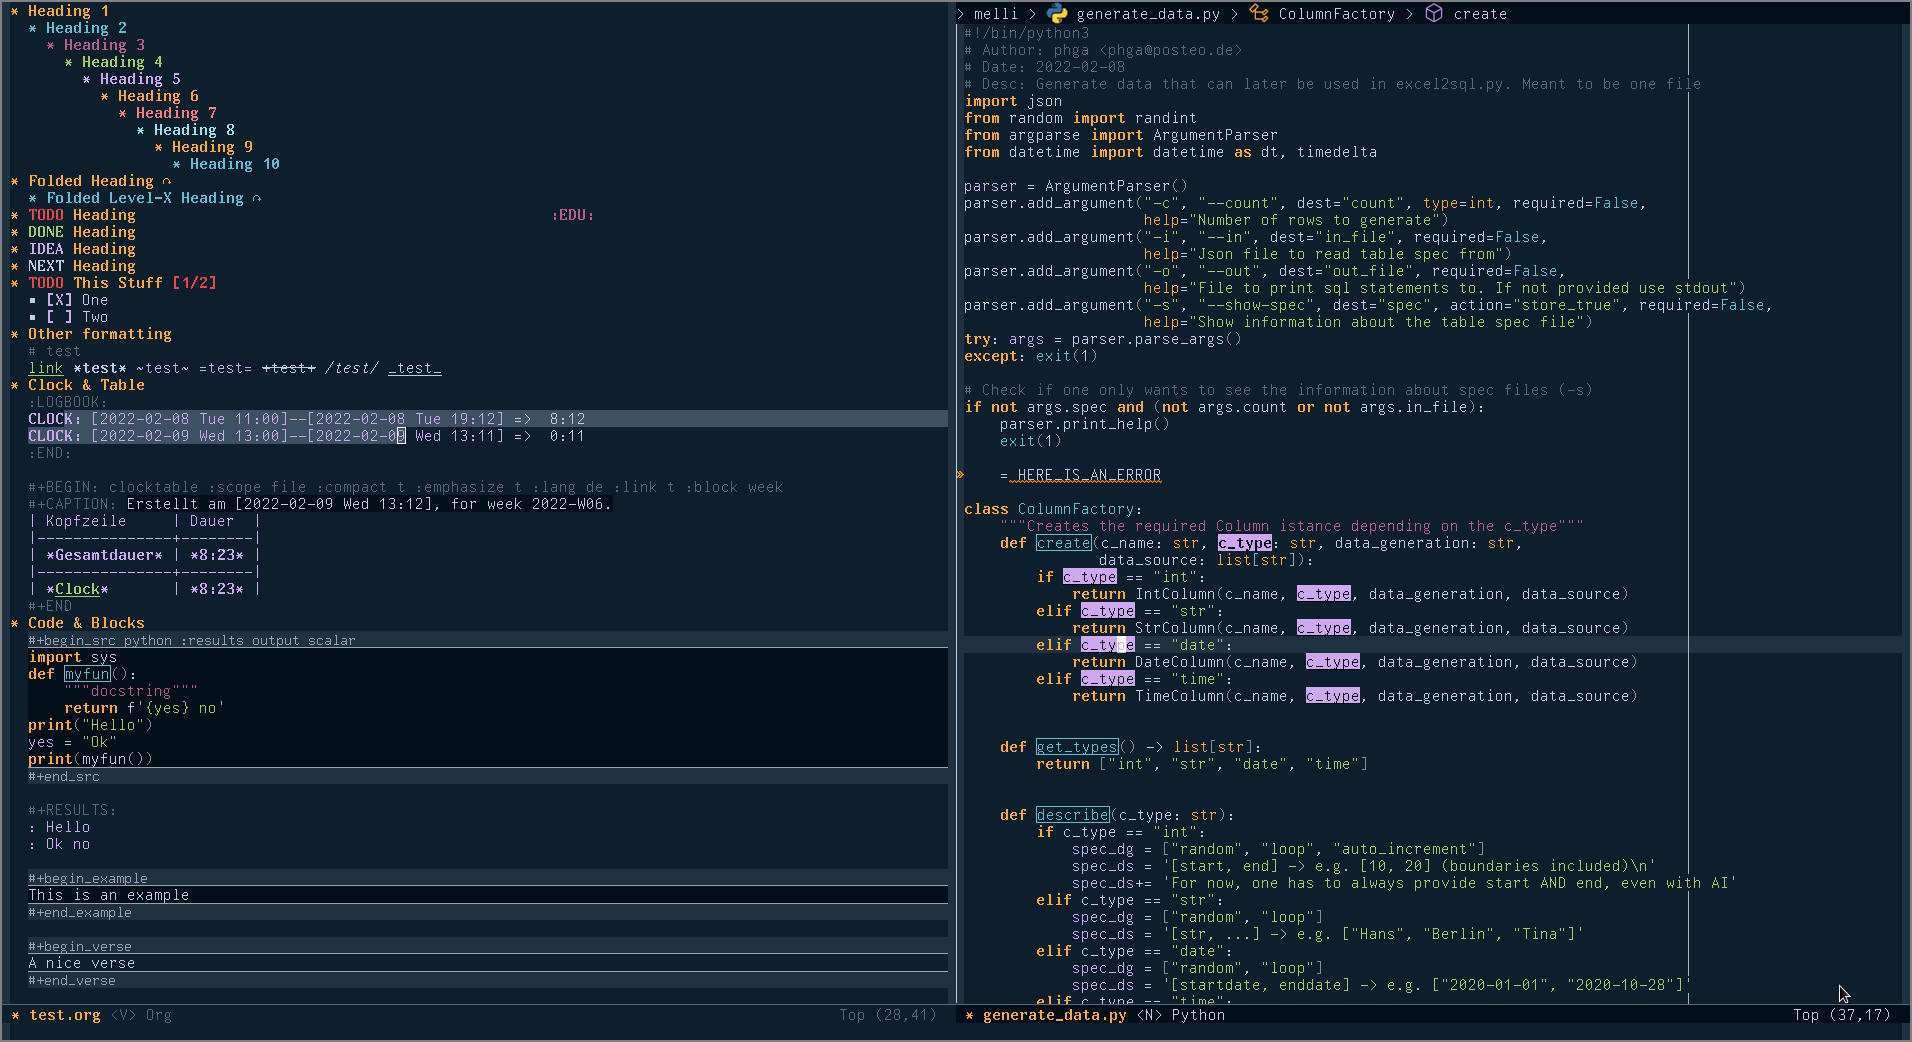 * Heading 1
* Heading 2
* Heading 3
* Heading 4
* Heading 5
* Heading 6
* Heading 7
* Heading 8
* Heading 9
* Heading 10
* Folded Heading ↷
* Folded Level-X Heading ↷
* TODO Heading :EDU:
* DONE Heading
* IDEA Heading
* NEXT Heading
* TODO This Stuff [1/2]
▪ [X] One
▪ [ ] Two
* Other formatting
# test
link *test* ~test~ =test= +test+ /test/ _test_
* Clock & Table
:LOGBOOK:
CLOCK: [2022-02-08 Tue 11:00]--[2022-02-08 Tue 19:12] =>  8:12
CLOCK: [2022-02-09 Wed 13:00]--[2022-02-09 Wed 13:11] =>  0:11
:END:
#+BEGIN: clocktable :scope file :compact t :emphasize t :lang de :link t :block week
#+CAPTION: Erstellt am [2022-02-09 Wed 13:12], for week 2022-W06.
| Kopfzeile     | Dauer  |
|---------------+--------|
| *Gesamtdauer* | *8:23* |
|---------------+--------|
| *Clock*       | *8:23* |
#+END
* Code & Blocks
#+begin_src python :results output scalar
import sys
def myfun():
    """docstring"""
    return f'{yes} no'
print("Hello")
yes = "Ok"
print(myfun())
#+end_src
#+RESULTS:
: Hello
: Ok no
#+begin_example
This is an example
#+end_example
#+begin_verse
A nice verse
#+end_verse
* test.org <V> Org Top (28,41)
> melli > generate_data.py > ColumnFactory > create
#!/bin/python3
# Author: phga <phga@posteo.de>
# Date: 2022-02-08
# Desc: Generate data that can later be used in excel2sql.py. Meant to be one file
import json
from random import randint
from argparse import ArgumentParser
from datetime import datetime as dt, timedelta
parser = ArgumentParser()
parser.add_argument("-c", "--count", dest="count", type=int, required=False,
                    help="Number of rows to generate")
parser.add_argument("-i", "--in", dest="in_file", required=False,
                    help="Json file to read table spec from")
parser.add_argument("-o", "--out", dest="out_file", required=False,
                    help="File to print sql statements to. If not provided use stdout")
parser.add_argument("-s", "--show-spec", dest="spec", action="store_true", required=False,
                    help="Show information about the table spec file")
try: args = parser.parse_args()
except: exit(1)
# Check if one only wants to see the information about spec files (-s)
if not args.spec and (not args.count or not args.in_file):
    parser.print_help()
    exit(1)
» = HERE_IS_AN_ERROR
class ColumnFactory:
    """Creates the required Column istance depending on the c_type"""
    def create(c_name: str, c_type: str, data_generation: str,
               data_source: list[str]):
        if c_type == "int":
            return IntColumn(c_name, c_type, data_generation, data_source)
        elif c_type == "str":
            return StrColumn(c_name, c_type, data_generation, data_source)
        elif c_type == "date":
            return DateColumn(c_name, c_type, data_generation, data_source)
        elif c_type == "time":
            return TimeColumn(c_name, c_type, data_generation, data_source)
    def get_types() -> list[str]:
        return ["int", "str", "date", "time"]
    def describe(c_type: str):
        if c_type == "int":
            spec_dg = ["random", "loop", "auto_increment"]
            spec_ds = '[start, end] -> e.g. [10, 20] (boundaries included)\n'
            spec_ds+= 'For now, one has to always provide start AND end, even with AI'
        elif c_type == "str":
            spec_dg = ["random", "loop"]
            spec_ds = '[str, ...] -> e.g. ["Hans", "Berlin", "Tina"]'
        elif c_type == "date":
            spec_dg = ["random", "loop"]
            spec_ds = '[startdate, enddate] -> e.g. ["2020-01-01", "2020-10-28"]'
        elif c_type == "time":
* generate_data.py <N> Python Top (37,17)